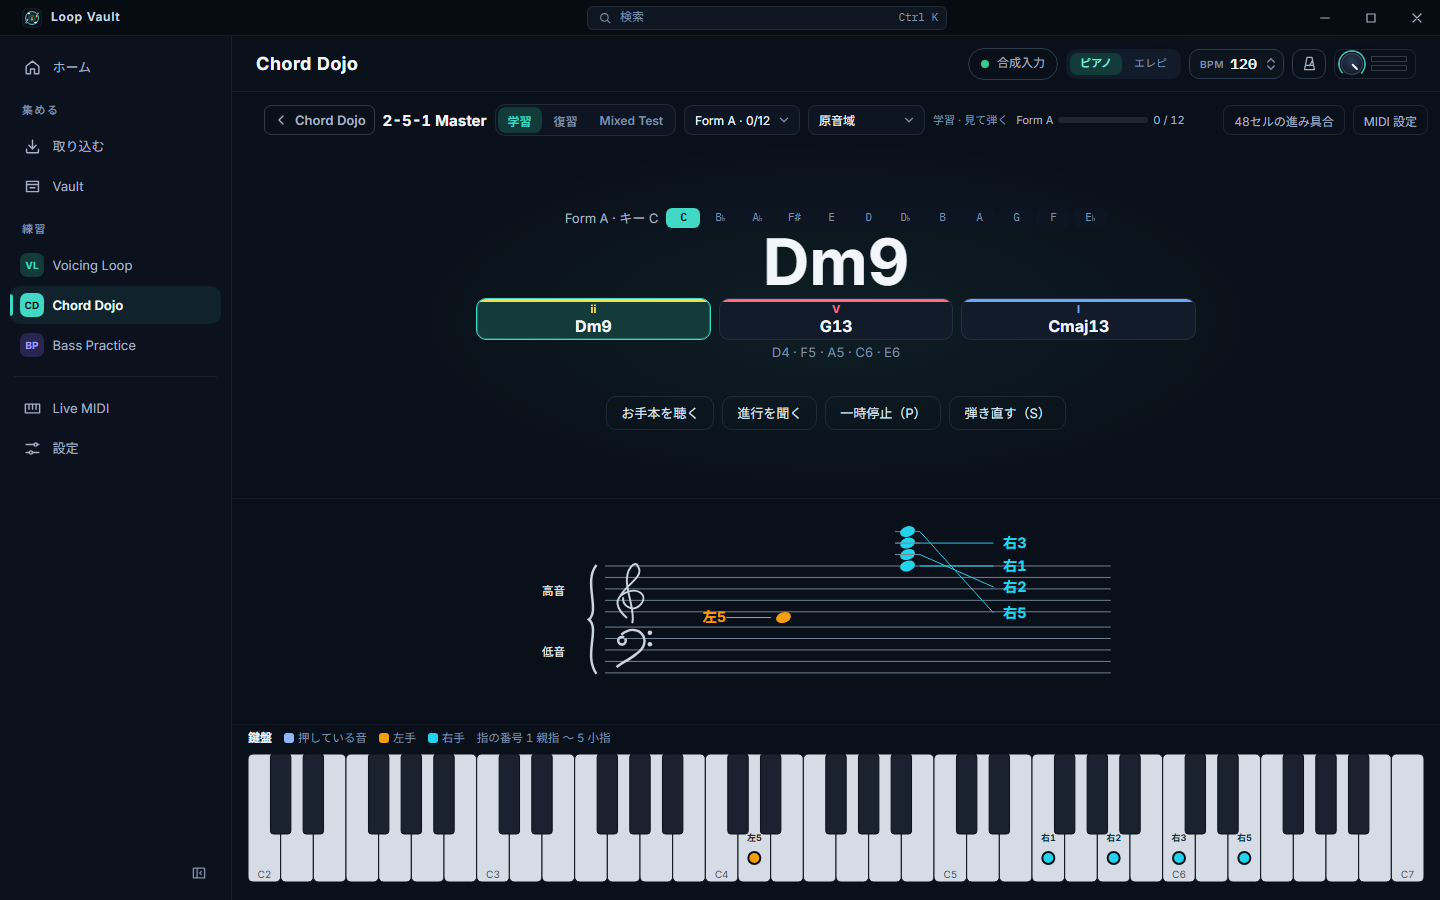 Loop Vault
検索
Ctrl K
ホーム
集める
取り込む
Vault
練習
VL Voicing Loop
CD Chord Dojo
BP Bass Practice
Live MIDI
設定
Chord Dojo
合成入力
ピアノ
エレピ
BPM 120
Chord Dojo
2-5-1 Master
学習
復習
Mixed Test
Form A · 0/12
原音域
学習 · 見て弾く
Form A
0 / 12
48セルの進み具合
MIDI 設定
Form A · キー C
C B♭ A♭ F# E D D♭ B A G F E♭
Dm9
ii
Dm9
V
G13
I
Cmaj13
D4 · F5 · A5 · C6 · E6
お手本を聴く
進行を聞く
一時停止（P）
弾き直す（S）
高音
低音
左5
右3
右1
右2
右5
鍵盤
押している音
左手
右手
指の番号 1 親指 〜 5 小指
左5
右1
右2
右3
右5
C2
C3
C4
C5
C6
C7